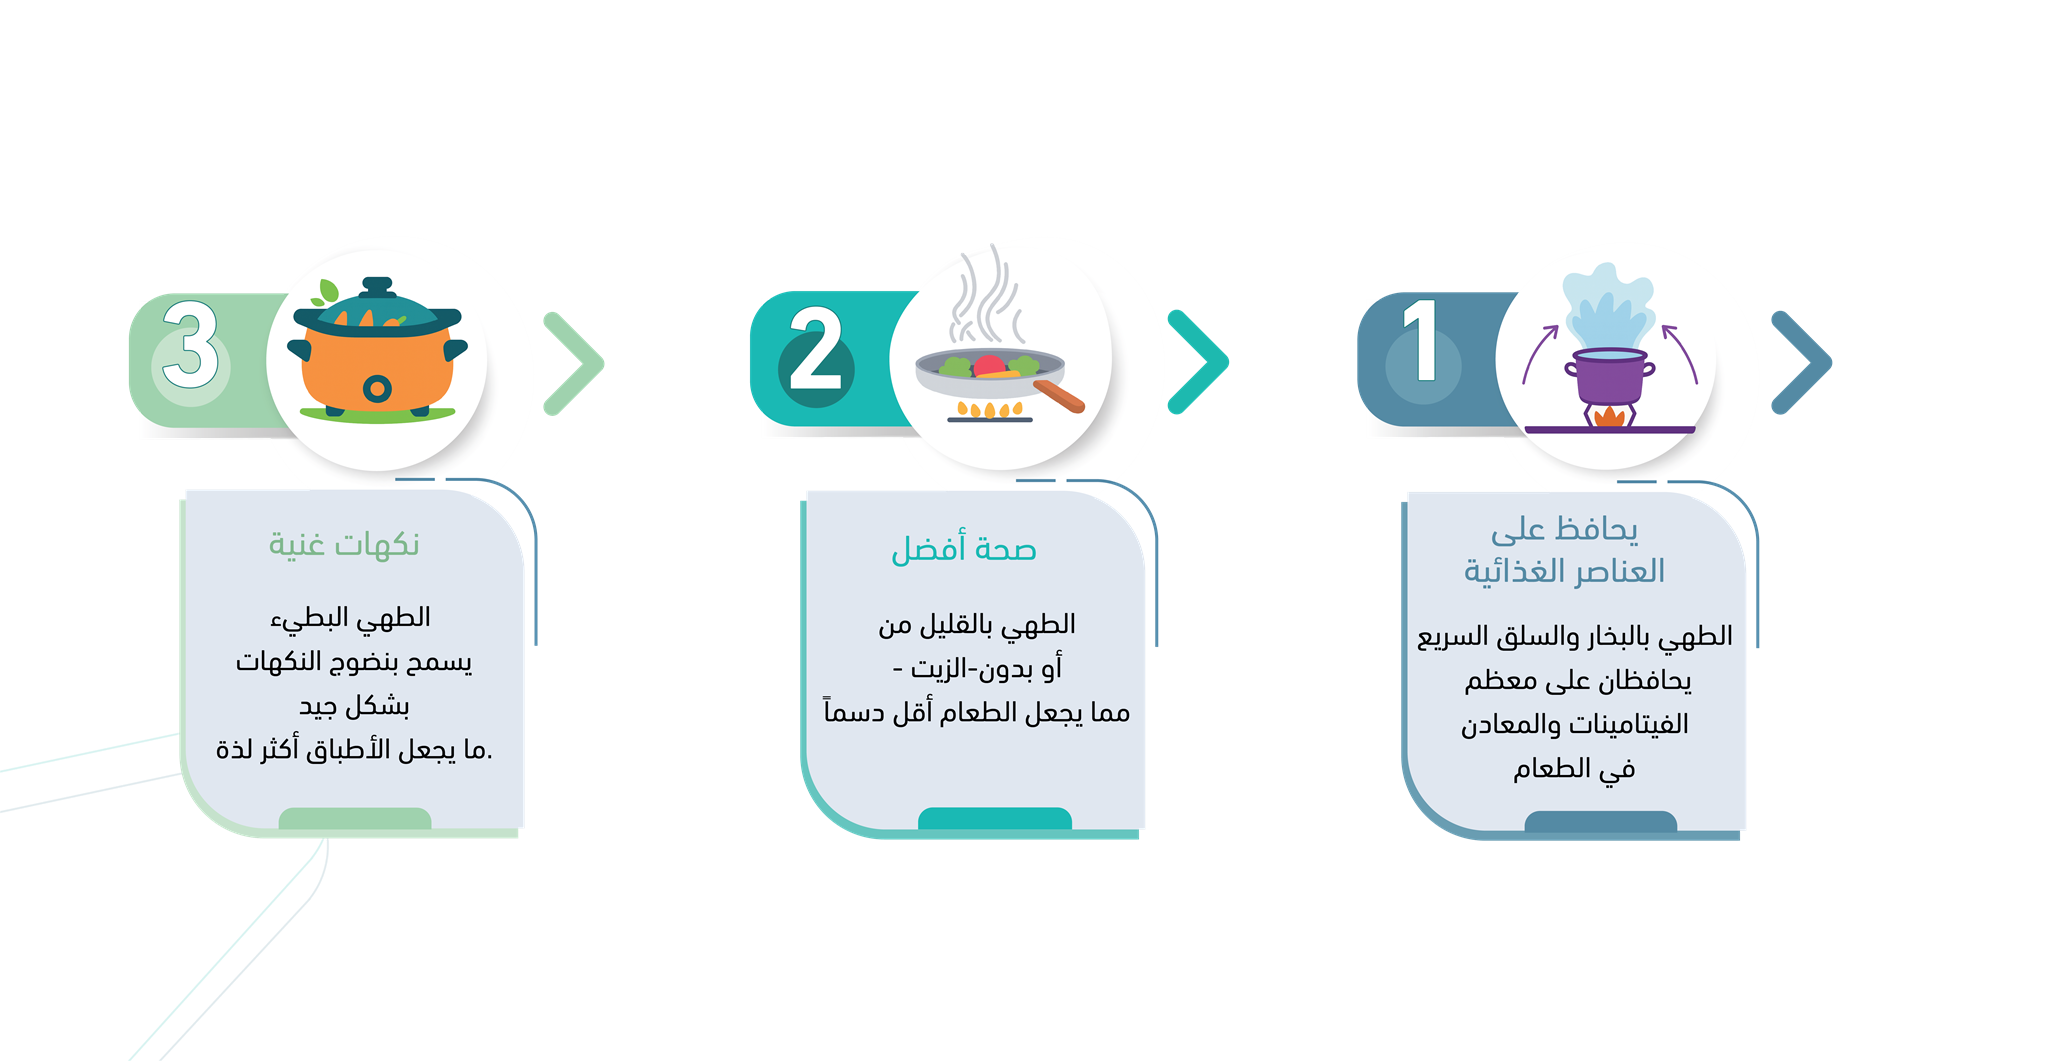 1
يحافظ على
العناصر الغذائية
الطهي بالبخار والسلق السريع
يحافظان على معظم
الفيتامينات والمعادن
في الطعام
2
صحة أفضل
الطهي بالقليل من
أو بدون-الزيت -
مما يجعل الطعام أقل دسماً
3
نكهات غنية
الطهي البطيء
يسمح بنضوج النكهات
بشكل جيد
.ما يجعل الأطباق أكثر لذة